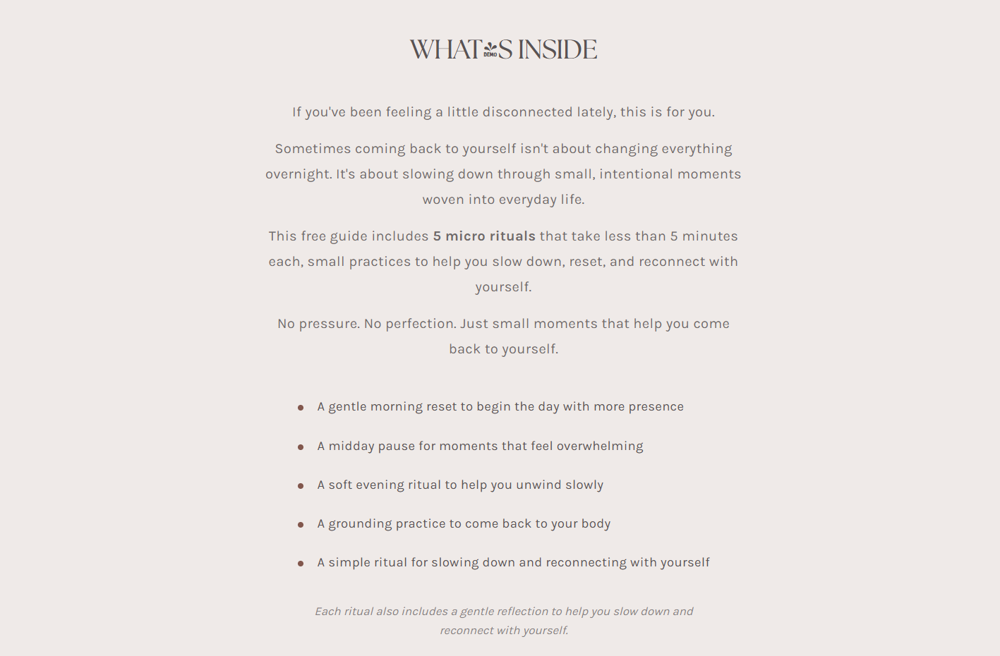 WHAT DEMO S INSIDE
If you've been feeling a little disconnected lately, this is for you.
Sometimes coming back to yourself isn't about changing everything
overnight. It's about slowing down through small, intentional moments
woven into everyday life.
This free guide includes 5 micro rituals that take less than 5 minutes
each, small practices to help you slow down, reset, and reconnect with
yourself.
No pressure. No perfection. Just small moments that help you come
back to yourself.
A gentle morning reset to begin the day with more presence
A midday pause for moments that feel overwhelming
A soft evening ritual to help you unwind slowly
A grounding practice to come back to your body
A simple ritual for slowing down and reconnecting with yourself
Each ritual also includes a gentle reflection to help you slow down and
reconnect with yourself.